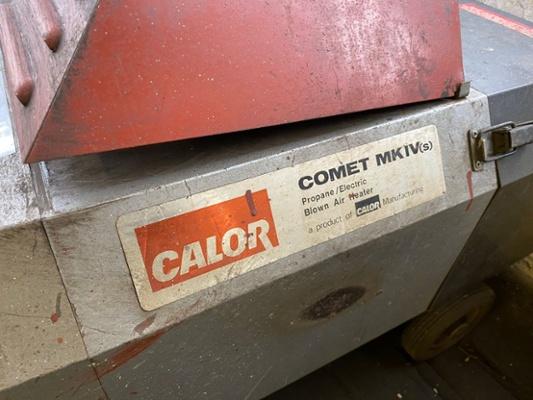 CALOR
COMET MKIV(s)
Propane/Electric
Blown Air Heater
a product of CALOR Manufacturing